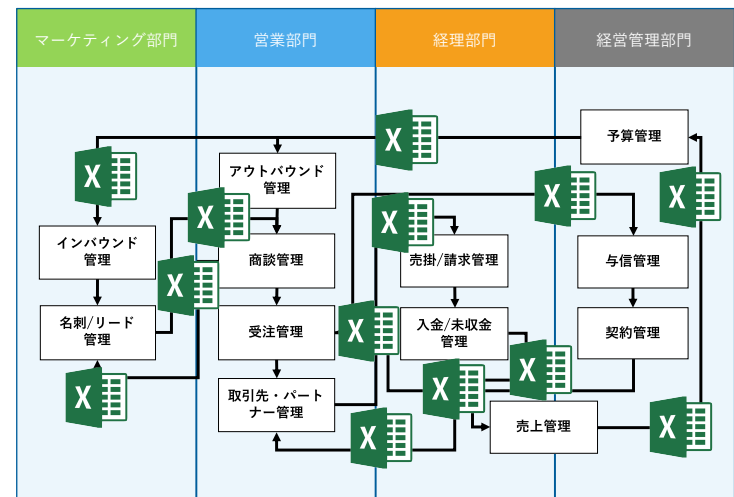 マーケティング部門
営業部門
経理部門
経営管理部門
予算管理
X
X
アウトバウンド
管理
X
X
X
X
インバウンド
管理
商談管理
売掛/請求管理
与信管理
X
名刺/リード
管理
受注管理
X
入金/未収金
管理
契約管理
X
X
X
取引先・パート
ナー管理
売上管理
X
X